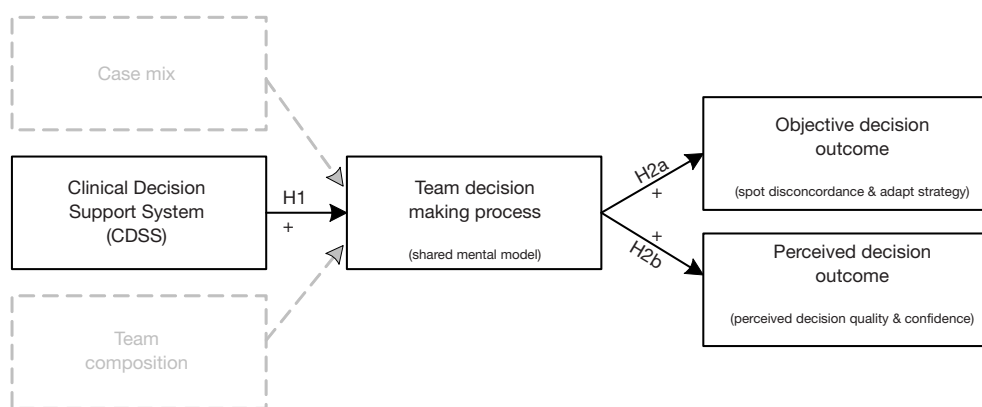 Case mix
Clinical Decision
Support System
(CDSS)
H1
+
Team decision
making process
(shared mental model)
H2a
+
+
H2b
Objective decision
outcome
(spot disconcordance & adapt strategy)
Perceived decision
outcome
(perceived decision quality & confidence)
Team
composition